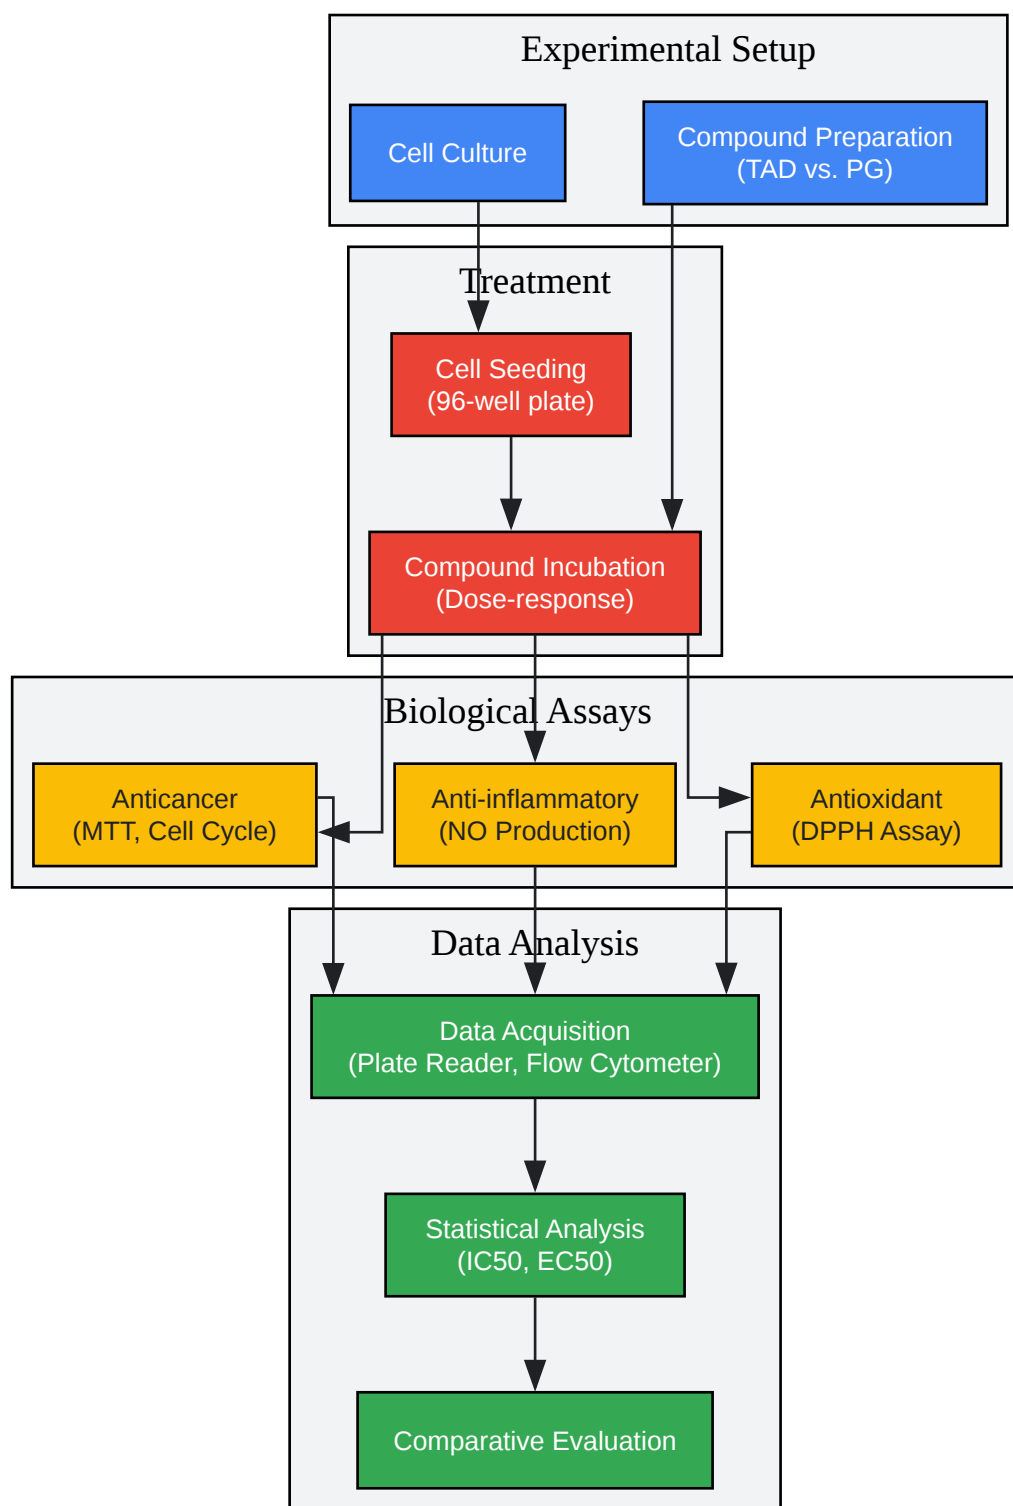 Experimental Setup
Cell Culture
Compound Preparation
(TAD vs. PG)
Treatment
Cell Seeding
(96-well plate)
Compound Incubation
(Dose-response)
Biological Assays
Anticancer
(MTT, Cell Cycle)
Anti-inflammatory
(NO Production)
Antioxidant
(DPPH Assay)
Data Analysis
Data Acquisition
(Plate Reader, Flow Cytometer)
Statistical Analysis
(IC50, EC50)
Comparative Evaluation